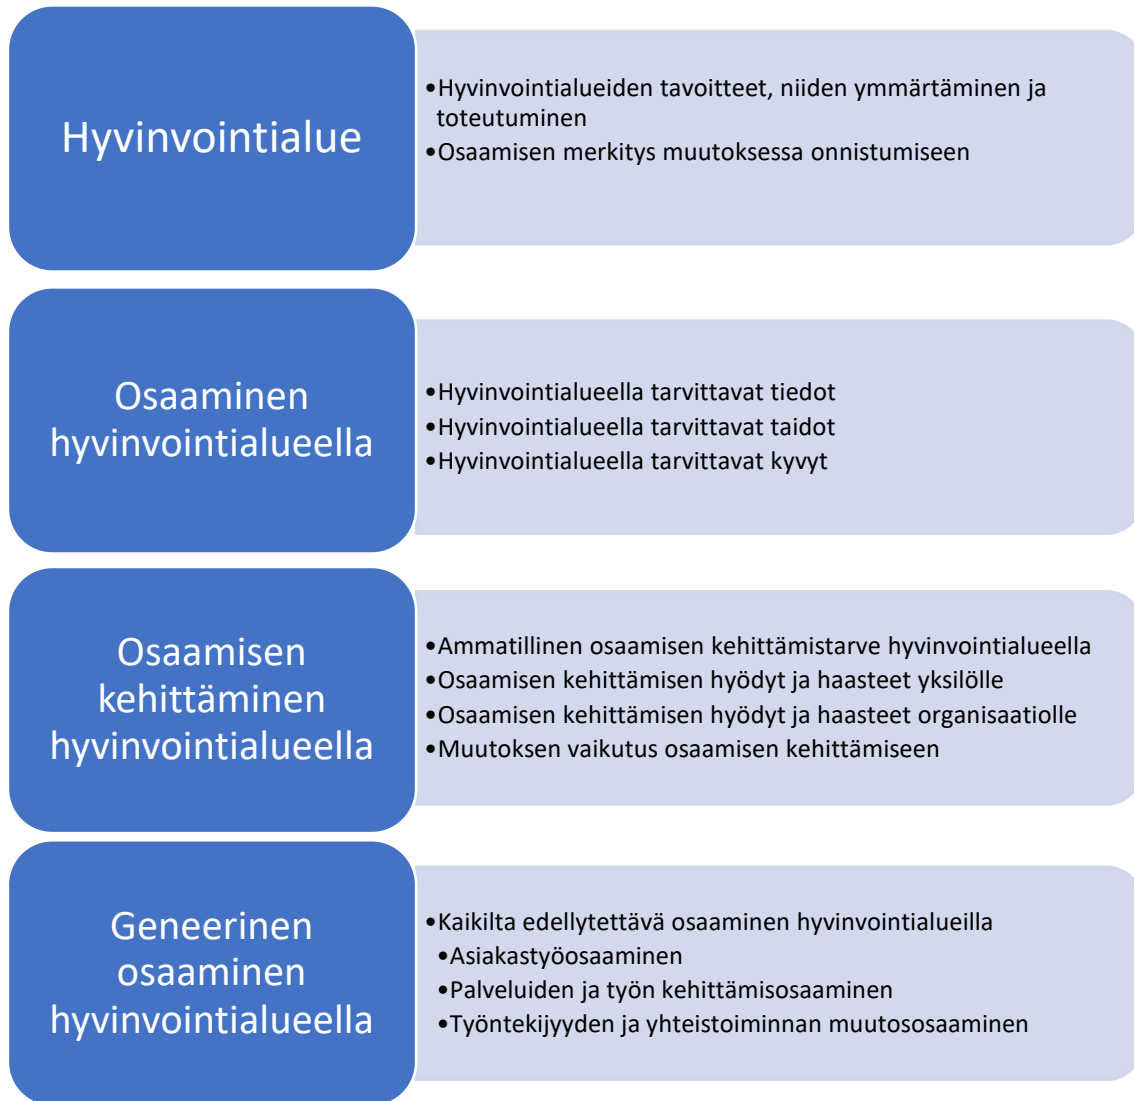 Hyvinvointialue
•Hyvinvointialueiden tavoitteet, niiden ymmärtäminen ja
toteutuminen
•Osaamisen merkitys muutoksessa onnistumiseen
Osaaminen
hyvinvointialueella
•Hyvinvointialueella tarvittavat tiedot
•Hyvinvointialueella tarvittavat taidot
•Hyvinvointialueella tarvittavat kyvyt
Osaamisen
kehittäminen
hyvinvointialueella
•Ammatillinen osaamisen kehittämistarve hyvinvointialueella
•Osaamisen kehittämisen hyödyt ja haasteet yksilölle
•Osaamisen kehittämisen hyödyt ja haasteet organisaatiolle
•Muutoksen vaikutus osaamisen kehittämiseen
Geneerinen
osaaminen
hyvinvointialueella
•Kaikilta edellytettävä osaaminen hyvinvointialueilla
•Asiakastyöosaaminen
•Palveluiden ja työn kehittämisosaaminen
•Työntekijyyden ja yhteistoiminnan muutososaaminen